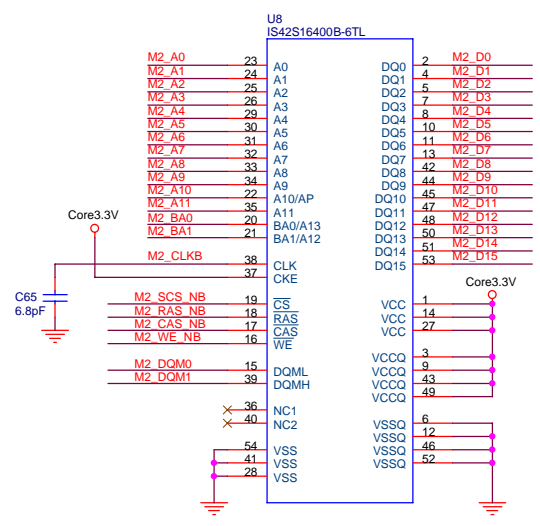 U8
IS42S16400B-6TL
M2_A0 23 A0 DQ0 2 M2_D0
M2_A1 24 A1 DQ1 4 M2_D1
M2_A2 25 A2 DQ2 5 M2_D2
M2_A3 26 A3 DQ3 7 M2_D3
M2_A4 29 A4 DQ4 8 M2_D4
M2_A5 30 A5 DQ5 10 M2_D5
M2_A6 31 A6 DQ6 11 M2_D6
M2_A7 32 A7 DQ7 13 M2_D7
M2_A8 33 A8 DQ8 42 M2_D8
M2_A9 34 A9 DQ9 44 M2_D9
M2_A10 22 A10/AP DQ10 45 M2_D10
M2_A11 35 A11 DQ11 47 M2_D11
M2_BA0 20 BA0/A13 DQ12 48 M2_D12
M2_BA1 21 BA1/A12 DQ13 50 M2_D13
DQ14 51 M2_D14
M2_CLKB 38 CLK DQ15 53 M2_D15
Core3.3V
37 CKE
C65
6.8pF
Core3.3V
M2_SCS_NB 19 CS VCC 1
M2_RAS_NB 18 RAS VCC 14
M2_CAS_NB 17 CAS VCC 27
M2_WE_NB 16 WE
VCCQ 3
M2_DQM0 15 DQML VCCQ 9
M2_DQM1 39 DQMH VCCQ 43
VCCQ 49
36 NC1
40 NC2 VSSQ 6
VSSQ 12
54 VSS VSSQ 46
41 VSS VSSQ 52
28 VSS